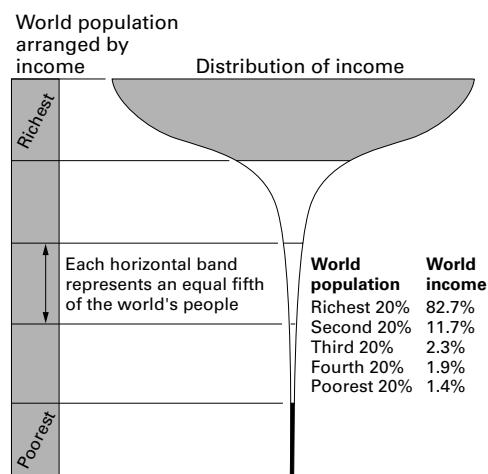 World population
arranged by
income
Distribution of income
Richest
Each horizontal band
represents an equal fifth
of the world's people
World population World income
Richest 20% 82.7%
Second 20% 11.7%
Third 20% 2.3%
Fourth 20% 1.9%
Poorest 20% 1.4%
Poorest